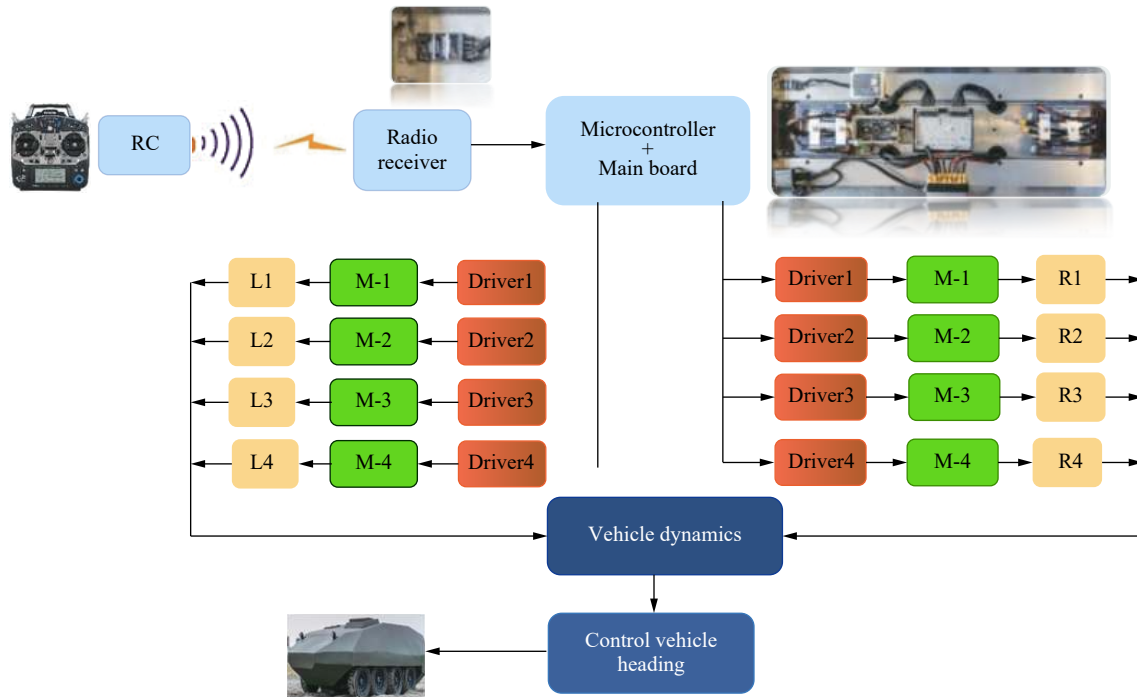 RC
Radio
receiver
Microcontroller
+
Main board
L1
M-1
Driver1
Driver1
M-1
R1
L2
M-2
Driver2
Driver2
M-2
R2
L3
M-3
Driver3
Driver3
M-3
R3
L4
M-4
Driver4
Driver4
M-4
R4
Vehicle dynamics
Control vehicle
heading